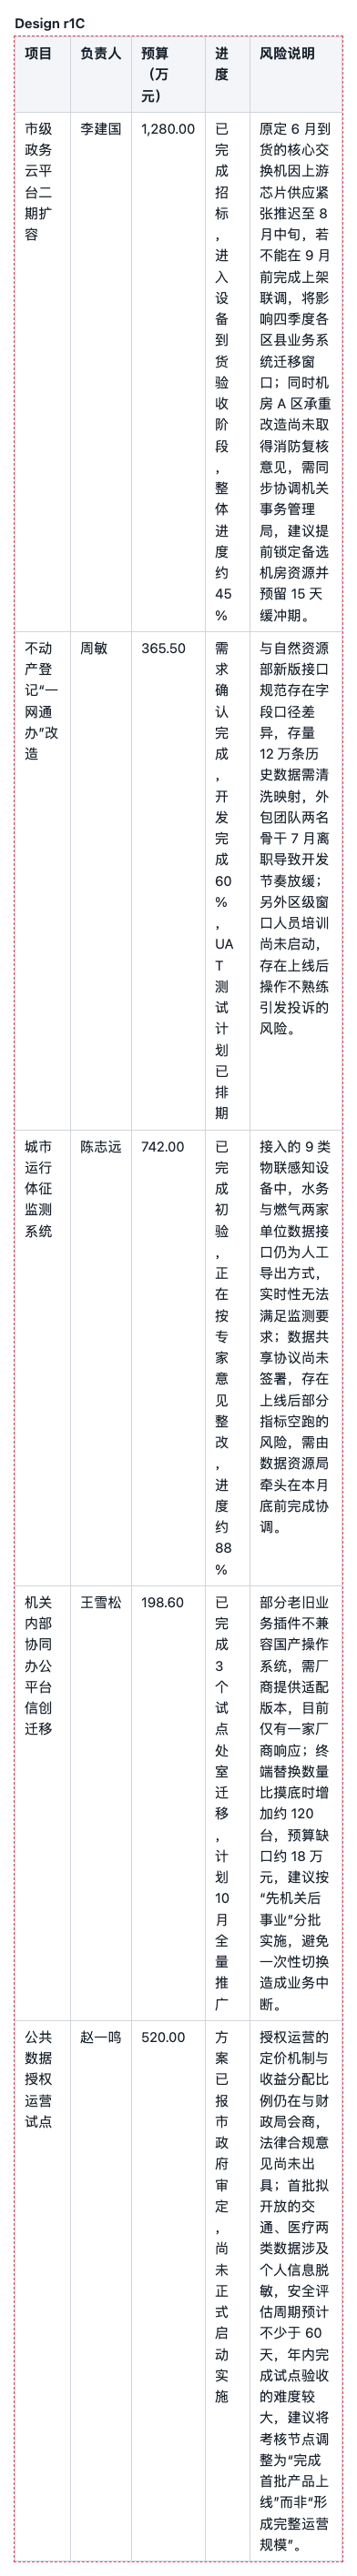 Design r1C
项目
负责人
预算
（万
元）
进
度
风险说明
市级
政务
云平
台二
期扩
容
李建国
1,280.00
已
完
成
招
标
，
进
入
设
备
到
货
验
收
阶
段
，
整
体
进
度
约
45
%
原定 6 月到
货的核心交
换机因上游
芯片供应紧
张推迟至 8
月中旬，若
不能在 9 月
前完成上架
联调，将影
响四季度各
区县业务系
统迁移窗
口；同时机
房 A 区承重
改造尚未取
得消防复核
意见，需同
步协调机关
事务管理
局，建议提
前锁定备选
机房资源并
预留 15 天
缓冲期。
不动
产登
记“一
网通
办”改
造
周敏
365.50
需
求
确
认
完
成
，
开
发
完
成
60
%
，
UA
T
测
试
计
划
已
排
期
与自然资源
部新版接口
规范存在字
段口径差
异，存量
12 万条历
史数据需清
洗映射，外
包团队两名
骨干 7 月离
职导致开发
节奏放缓；
另外区级窗
口人员培训
尚未启动，
存在上线后
操作不熟练
引发投诉的
风险。
城市
运行
体征
监测
系统
陈志远
742.00
已
完
成
初
验
，
正
在
按
专
家
意
见
整
改
，
进
度
约
88
%
接入的 9 类
物联感知设
备中，水务
与燃气两家
单位数据接
口仍为人工
导出方式，
实时性无法
满足监测要
求；数据共
享协议尚未
签署，存在
上线后部分
指标空跑的
风险，需由
数据资源局
牵头在本月
底前完成协
调。
机关
内部
协同
办公
平台
信创
迁移
王雪松
198.60
已
完
成
3
个
试
点
处
室
迁
移
，
计
划
10
月
全
量
推
广
部分老旧业
务插件不兼
容国产操作
系统，需厂
商提供适配
版本，目前
仅有一家厂
商响应；终
端替换数量
比摸底时增
加约 120
台，预算缺
口约 18 万
元，建议按
“先机关后
事业”分批
实施，避免
一次性切换
造成业务中
断。
公共
数据
授权
运营
试点
赵一鸣
520.00
方
案
已
报
市
政
府
审
定
，
尚
未
正
式
启
动
实
施
授权运营的
定价机制与
收益分配比
例仍在与财
政局会商，
法律合规意
见尚未出
具；首批拟
开放的交
通、医疗两
类数据涉及
个人信息脱
敏，安全评
估周期预计
不少于 60
天，年内完
成试点验收
的难度较
大，建议将
考核节点调
整为“完成
首批产品上
线”而非“形
成完整运营
规模”。